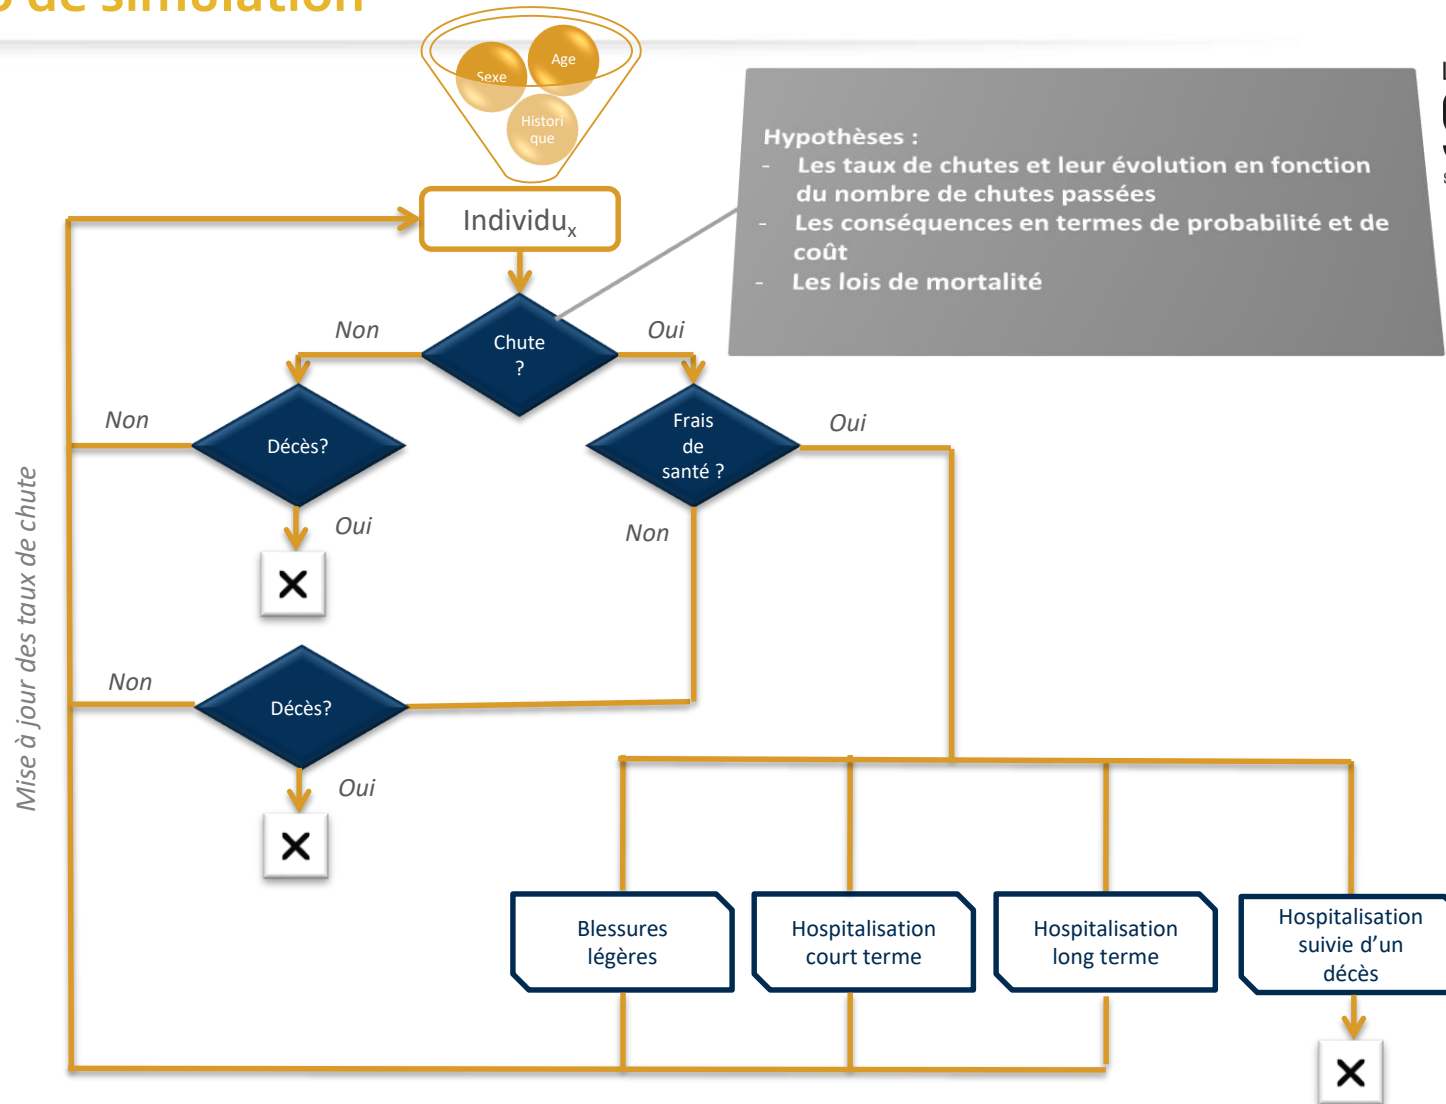 de simulation
Sexe
Age
Histori
que
Individux
Hypothèses :
- Les taux de chutes et leur évolution en fonction
du nombre de chutes passées
- Les conséquences en termes de probabilité et de
coût
- Les lois de mortalité
Non
Chute
?
Oui
Non
Décès?
Oui
Frais
de
santé ?
Oui
Non
Mise à jour des taux de chute
Non
Décès?
Oui
Blessures
légères
Hospitalisation
court terme
Hospitalisation
long terme
Hospitalisation
suivie d’un
décès